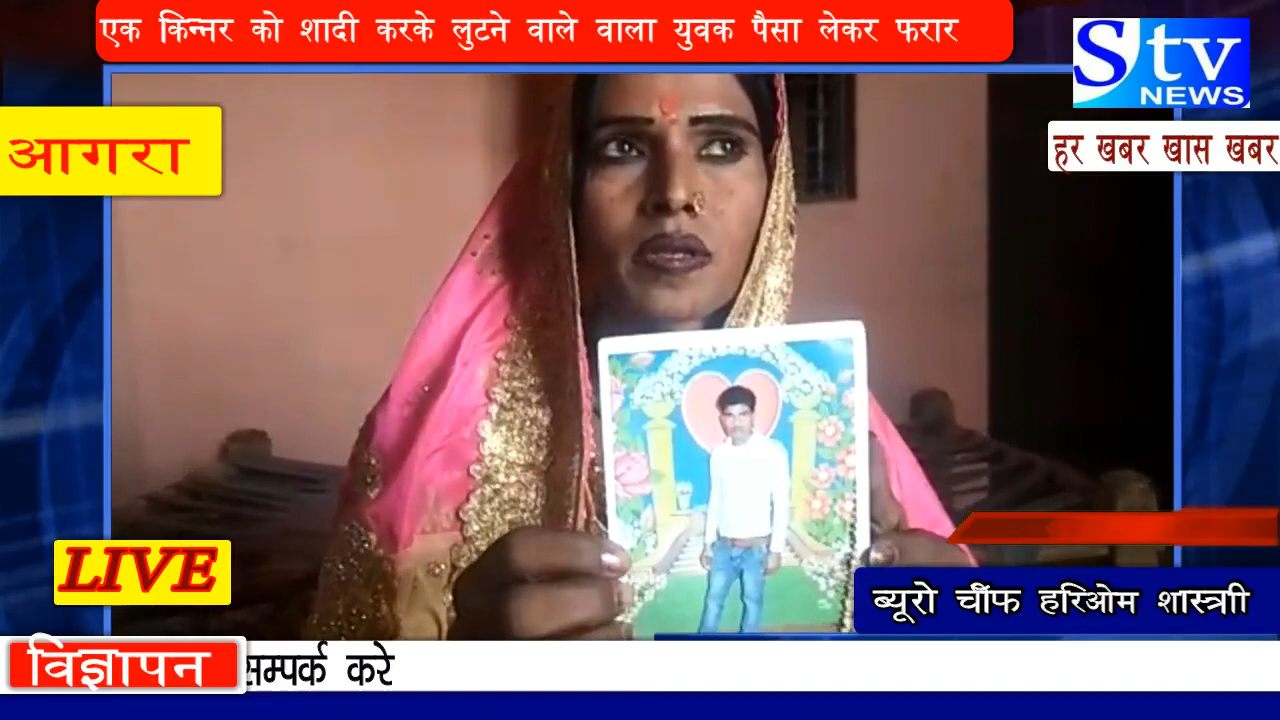 एक किन्नर को शादी करके लुटने वाले वाला युवक पैसा लेकर फरार
Stv
NEWS
आगरा
हर खबर खास खबर
LIVE
ब्यूरो चींफ हरिओम शास्त्राी
विज्ञापन
सम्पर्क करे